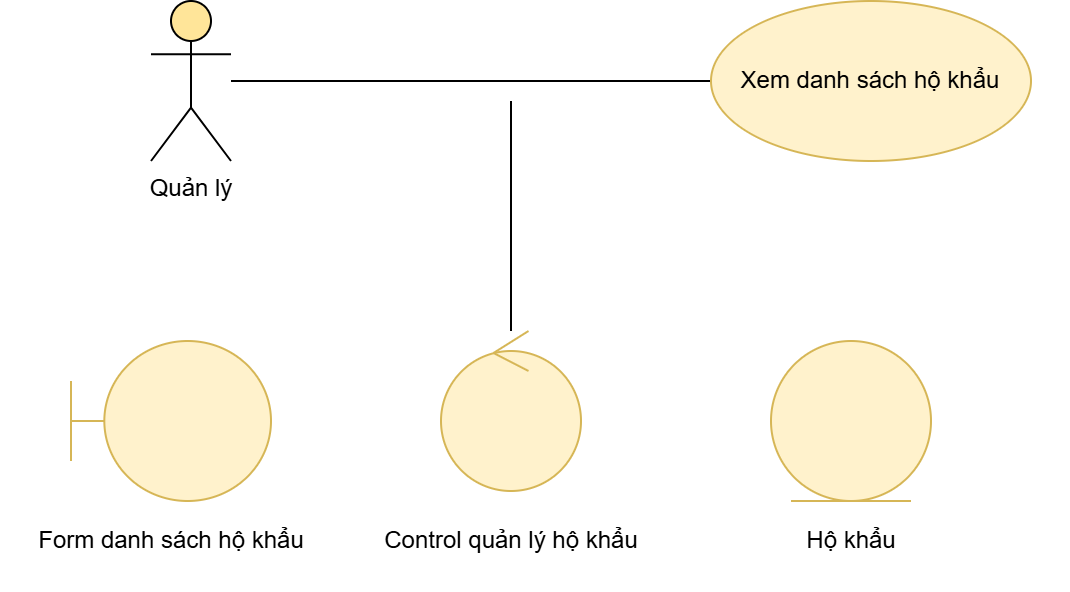 Xem danh sách hộ khẩu
Quản lý
Form danh sách hộ khẩu
Control quản lý hộ khẩu
Hộ khẩu